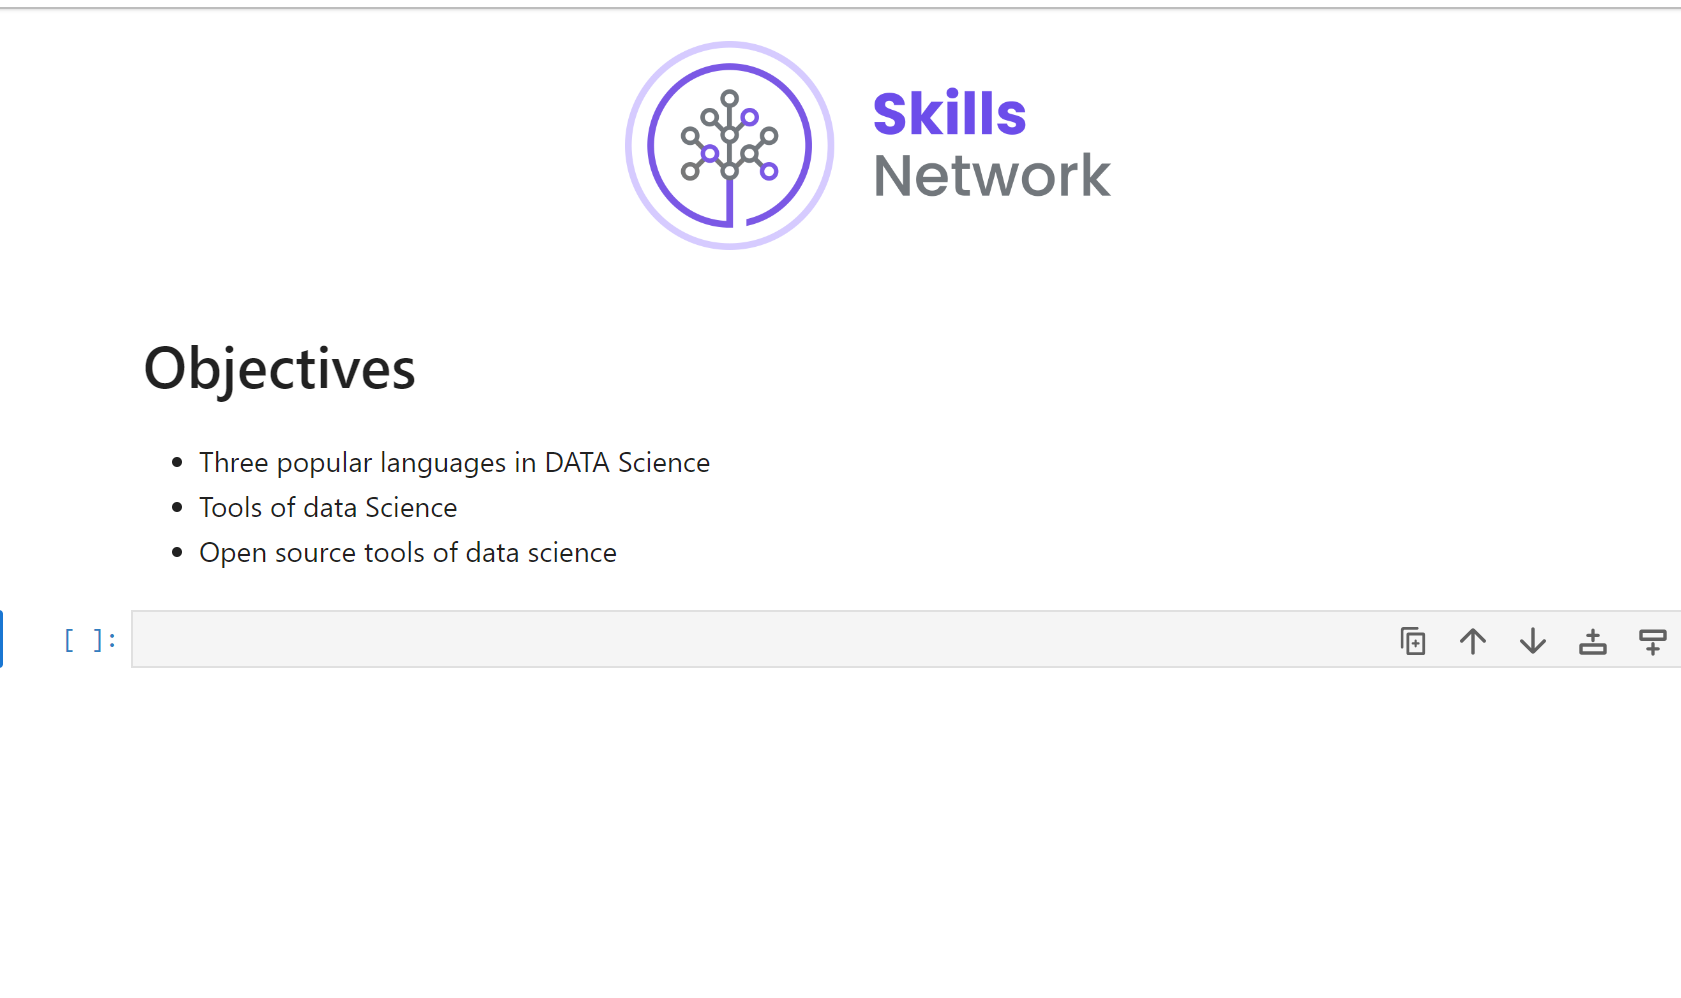 Skills
Network
Objectives
• Three popular languages in DATA Science
• Tools of data Science
• Open source tools of data science
[ ]: